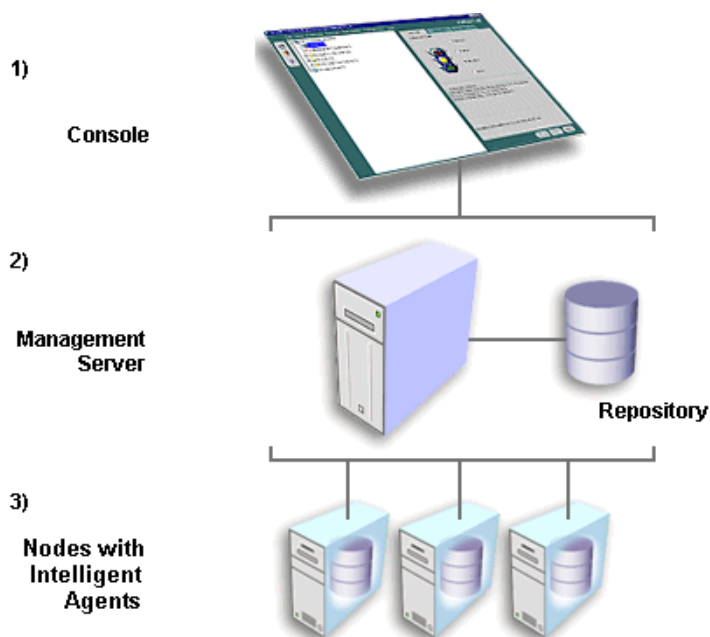 1)
Console
2)
Management
Server
Repository
3)
Nodes with
Intelligent
Agents